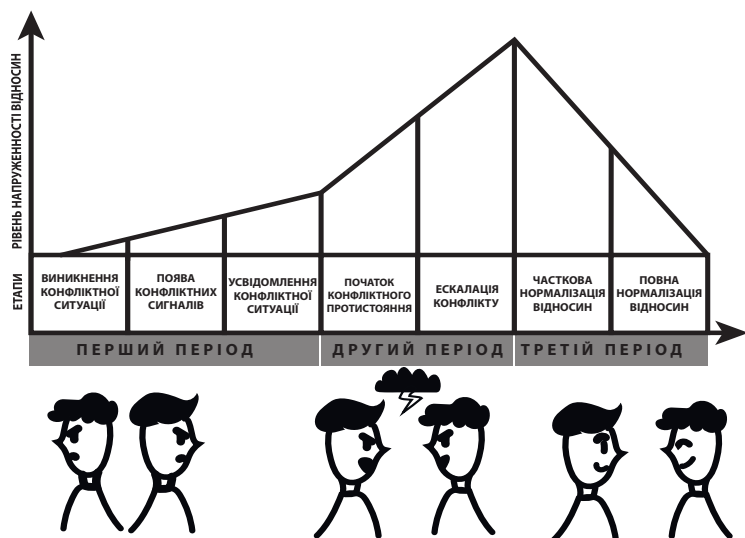 РІВЕНЬ НАПРУЖЕННОСТІ ВІДНОСИН
ЕТАПИ
ВИНИКНЕННЯ
КОНФЛІКТНОЇ
СИТУАЦІЇ
ПОЯВА
КОНФЛІКТНИХ
СИГНАЛІВ
УСВІДОМЛЕННЯ
КОНФЛІКТНОЇ
СИТУАЦІЇ
ПОЧАТОК
КОНФЛІКТНОГО
ПРОТИСТОЯННЯ
ЕСКАЛАЦІЯ
КОНФЛІКТУ
ЧАСТКОВА
НОРМАЛІЗАЦІЯ
ВІДНОСИН
ПОВНА
НОРМАЛІЗАЦІЯ
ВІДНОСИН
ПЕРШИЙ ПЕРІОД
ДРУГИЙ ПЕРІОД
ТРЕТІЙ ПЕРІОД